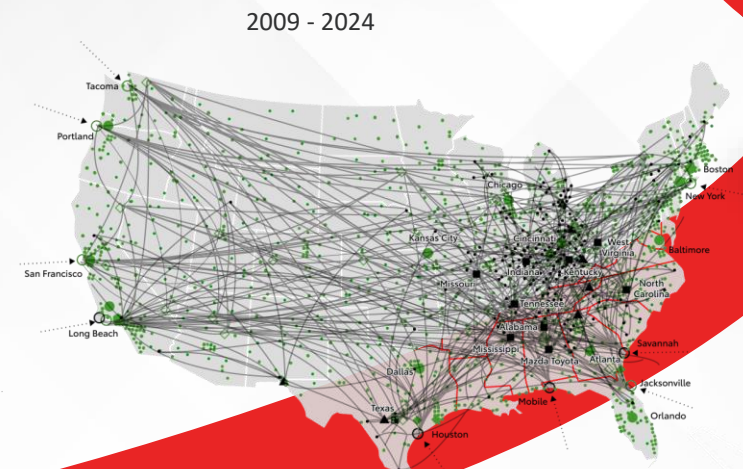 2009 - 2024
Tacoma
Portland
Boston
Chicago
New York
Kansas City
Cincinnati
West
Virginia
Baltimore
San Francisco
Indiana
Kentucky
Missouri
North
Carolina
Tennessee
Alabama
Long Beach
Savannah
Mississippi
Mazda Toyota
Atlanta
Dallas
Jacksonville
Mobile
Texas
Orlando
Houston